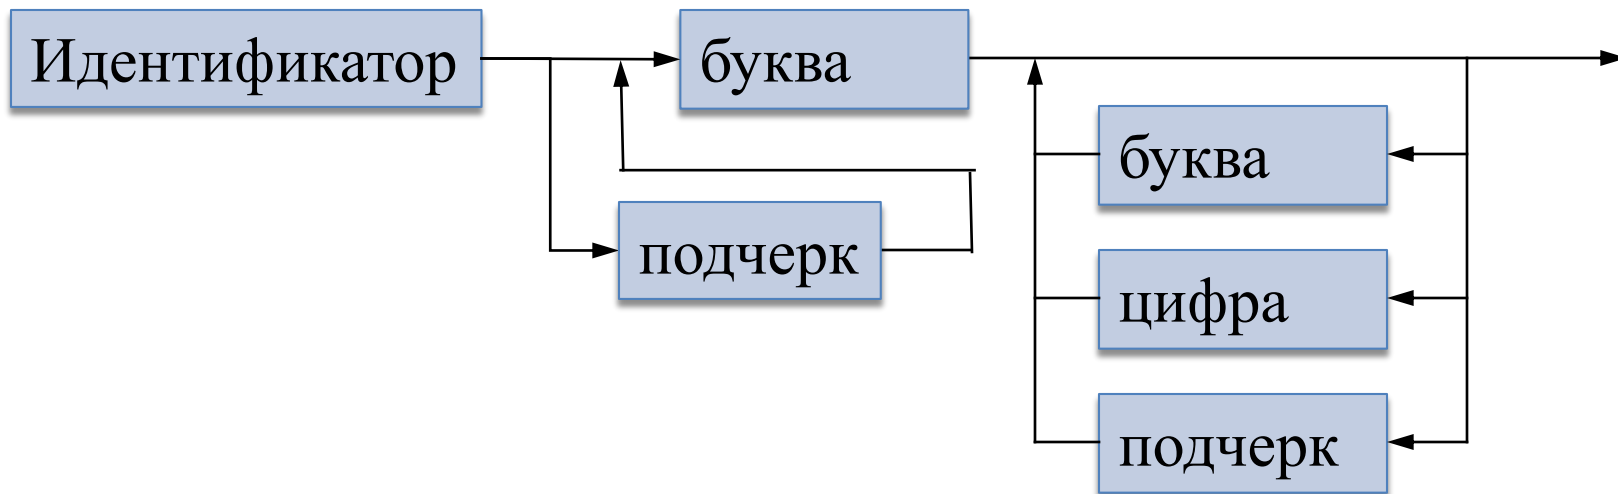 Идентификатор
буква
буква
подчерк
цифра
подчерк